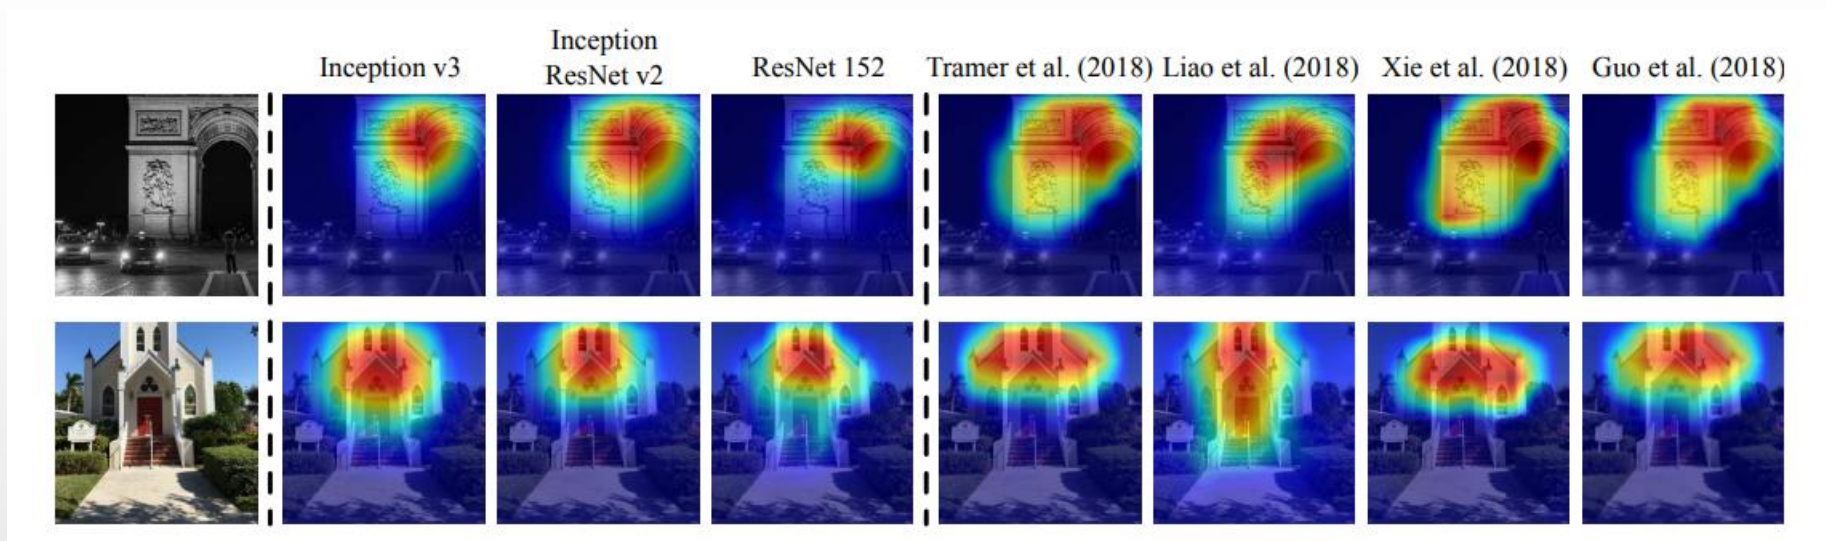 Inception v3
Inception
ResNet v2
ResNet 152
Tramer et al. (2018)
Liao et al. (2018)
Xie et al. (2018)
Guo et al. (2018)